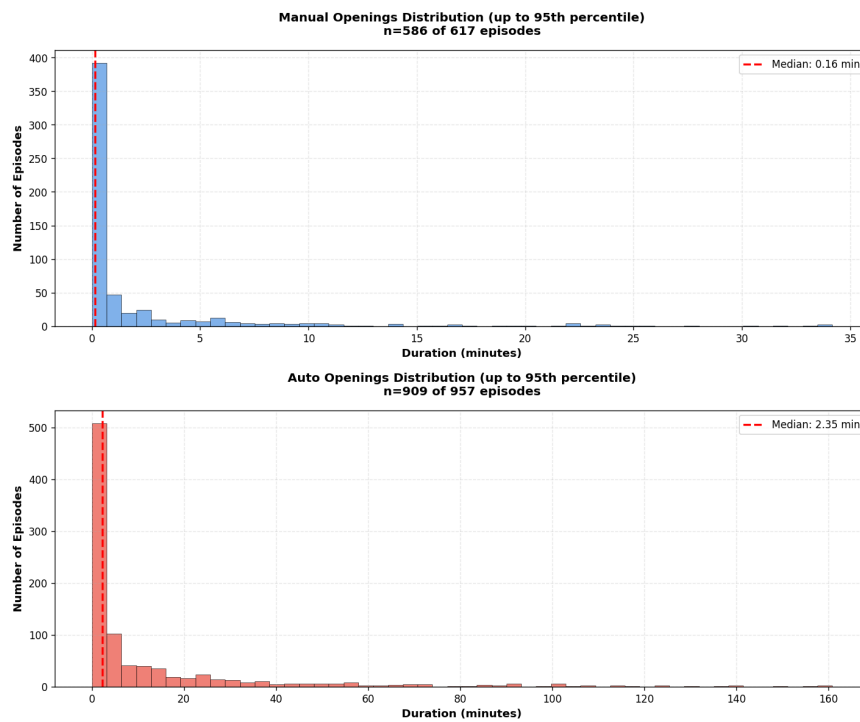 Manual Openings Distribution (up to 95th percentile)
n=586 of 617 episodes
400
350
300
250
200
150
100
50
0
Number of Episodes
Median: 0.16 min
0 5 10 15 20 25 30 35
Duration (minutes)
Auto Openings Distribution (up to 95th percentile)
n=909 of 957 episodes
500
400
300
200
100
0
Number of Episodes
Median: 2.35 min
0 20 40 60 80 100 120 140 160
Duration (minutes)